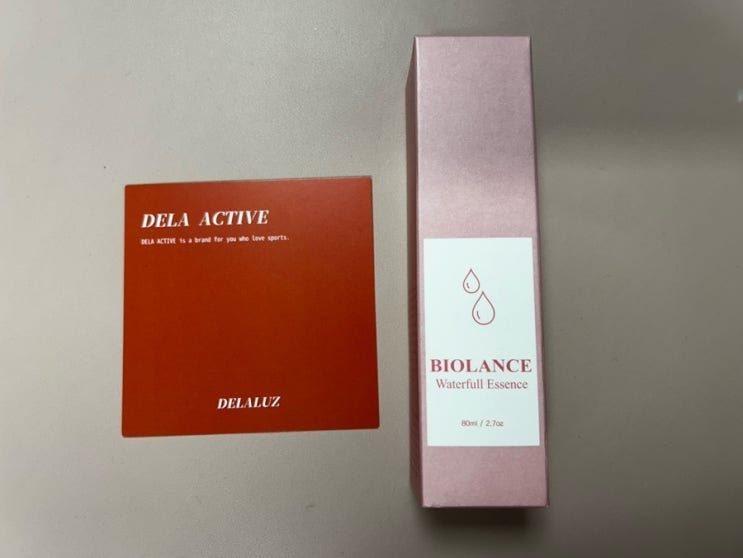 DELA ACTIVE
DELA ACTIVE is a brand for you who love sports.
DELALUZ
BIOLANCE
Waterfull Essence
80ml / 2,7oz